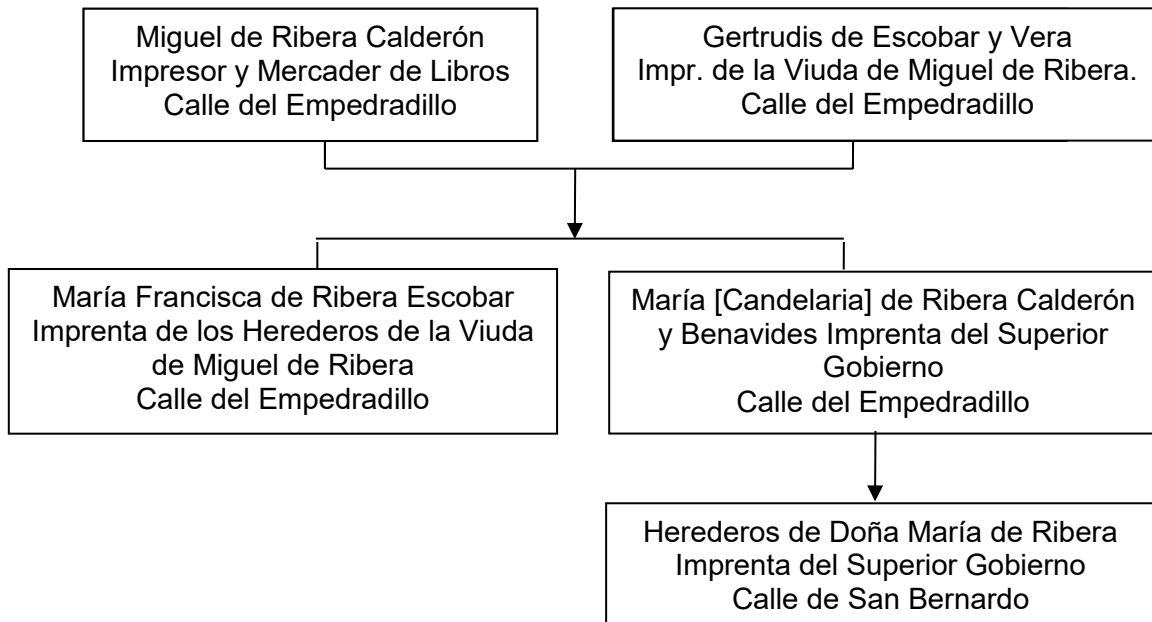 Miguel de Ribera Calderón
Impresor y Mercader de Libros
Calle del Empedradillo
Gertrudis de Escobar y Vera
Impr. de la Viuda de Miguel de Ribera.
Calle del Empedradillo
María Francisca de Ribera Escobar
Imprenta de los Herederos de la Viuda
de Miguel de Ribera
Calle del Empedradillo
María [Candelaria] de Ribera Calderón
y Benavides Imprenta del Superior
Gobierno
Calle del Empedradillo
Herederos de Doña María de Ribera
Imprenta del Superior Gobierno
Calle de San Bernardo